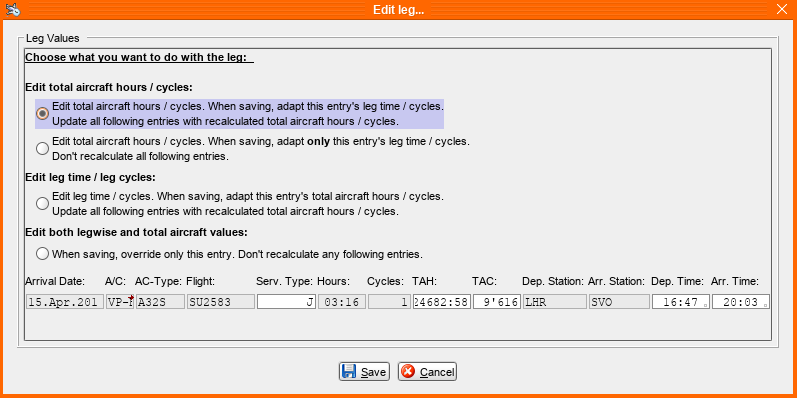 Edit leg...
Leg Values
Choose what you want to do with the leg:
Edit total aircraft hours / cycles:
Edit total aircraft hours / cycles. When saving, adapt this entry's leg time / cycles.
Update all following entries with recalculated total aircraft hours / cycles.
Edit total aircraft hours / cycles. When saving, adapt only this entry's leg time / cycles.
Don't recalculate all following entries.
Edit leg time / leg cycles:
Edit leg time / cycles. When saving, adapt this entry's total aircraft hours / cycles.
Update all following entries with recalculated total aircraft hours / cycles.
Edit both legwise and total aircraft values:
When saving, override only this entry. Don't recalculate any following entries.
Arrival Date: A/C: AC-Type: Flight: Serv. Type: Hours: Cycles: TAH: TAC: Dep. Station: Arr. Station: Dep. Time: Arr. Time:
15.Apr.201 VP- A32S SU2583 J 03:16 1 24682:58 9'616 LHR SVO 16:47 20:03
Save Cancel